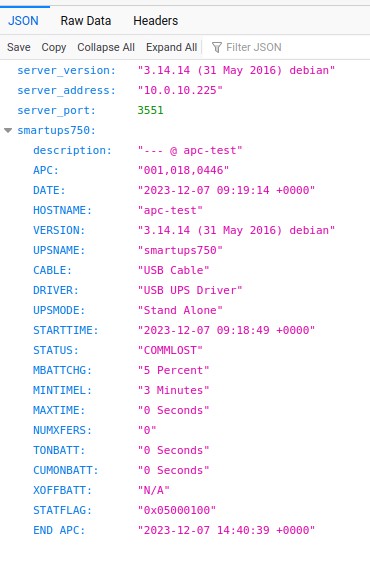 JSON Raw Data Headers
Save Copy Collapse All Expand All Filter JSON
server_version: "3.14.14 (31 May 2016) debian"
server_address: "10.0.10.225"
server_port: 3551
smartups750:
description: "--- @ apc-test"
APC: "001,018,0446"
DATE: "2023-12-07 09:19:14 +0000"
HOSTNAME: "apc-test"
VERSION: "3.14.14 (31 May 2016) debian"
UPSNAME: "smartups750"
CABLE: "USB Cable"
DRIVER: "USB UPS Driver"
UPSMODE: "Stand Alone"
STARTTIME: "2023-12-07 09:18:49 +0000"
STATUS: "COMMLOST"
MBATTCHG: "5 Percent"
MINTIMEL: "3 Minutes"
MAXTIME: "0 Seconds"
NUMXFERS: "0"
TONBATT: "0 Seconds"
CUMONBATT: "0 Seconds"
XOFFBATT: "N/A"
STATFLAG: "0x05000100"
END APC: "2023-12-07 14:40:39 +0000"